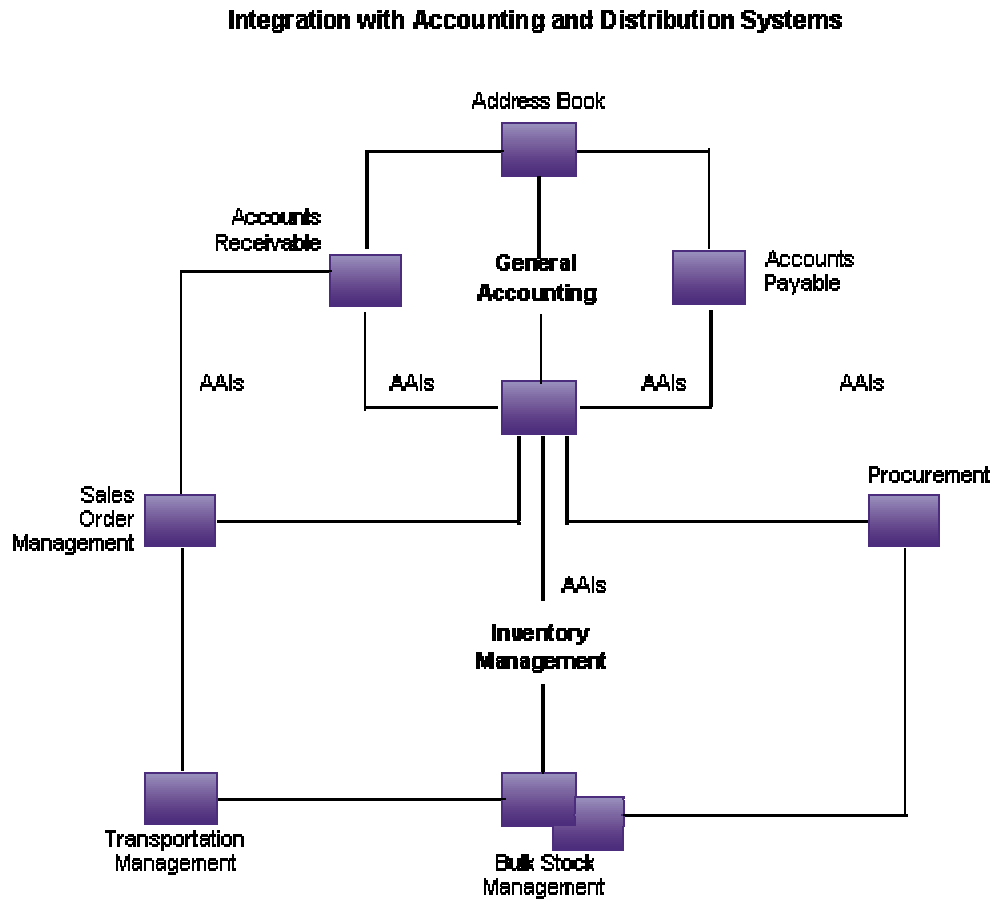 Integration with Accounting and Distribution Systems
Address Book
Accounts
Receivable
General
Accounting
Accounts
Payable
AAIs
AAIs
AAIs
AAIs
Sales
Order
Management
Procurement
AAIs
Inventory
Management
Transportation
Management
Bulk Stock
Management